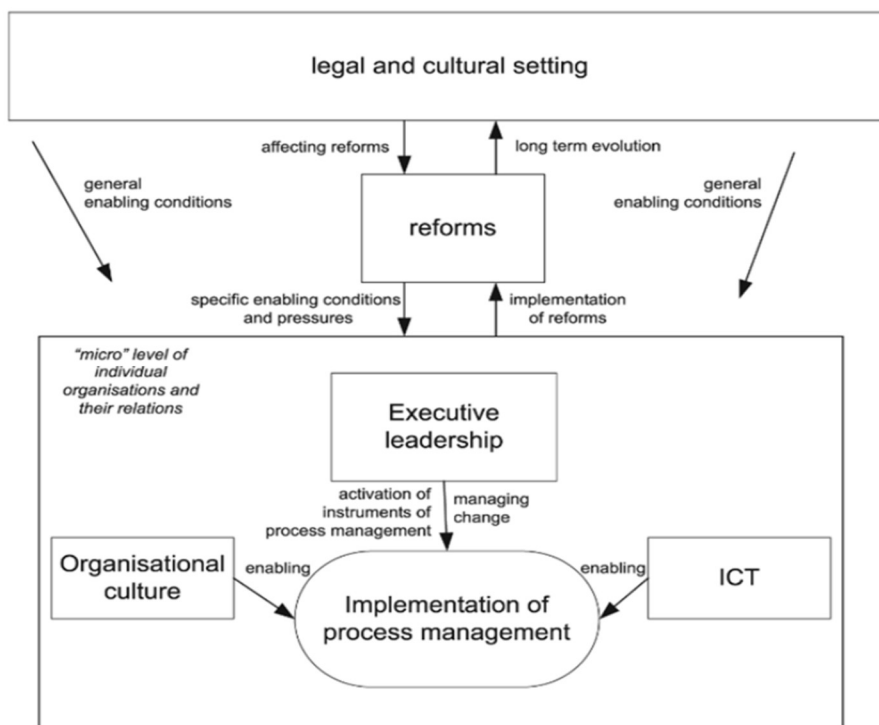 legal and cultural setting
affecting reforms
long term evolution
general
enabling conditions
general
enabling conditions
reforms
specific enabling conditions
and pressures
implementation
of reforms
"micro" level of
individual
organisations and
their relations
Executive
leadership
activation of
instruments of
process management
managing
change
Organisational
culture
enabling
enabling
ICT
Implementation of
process management